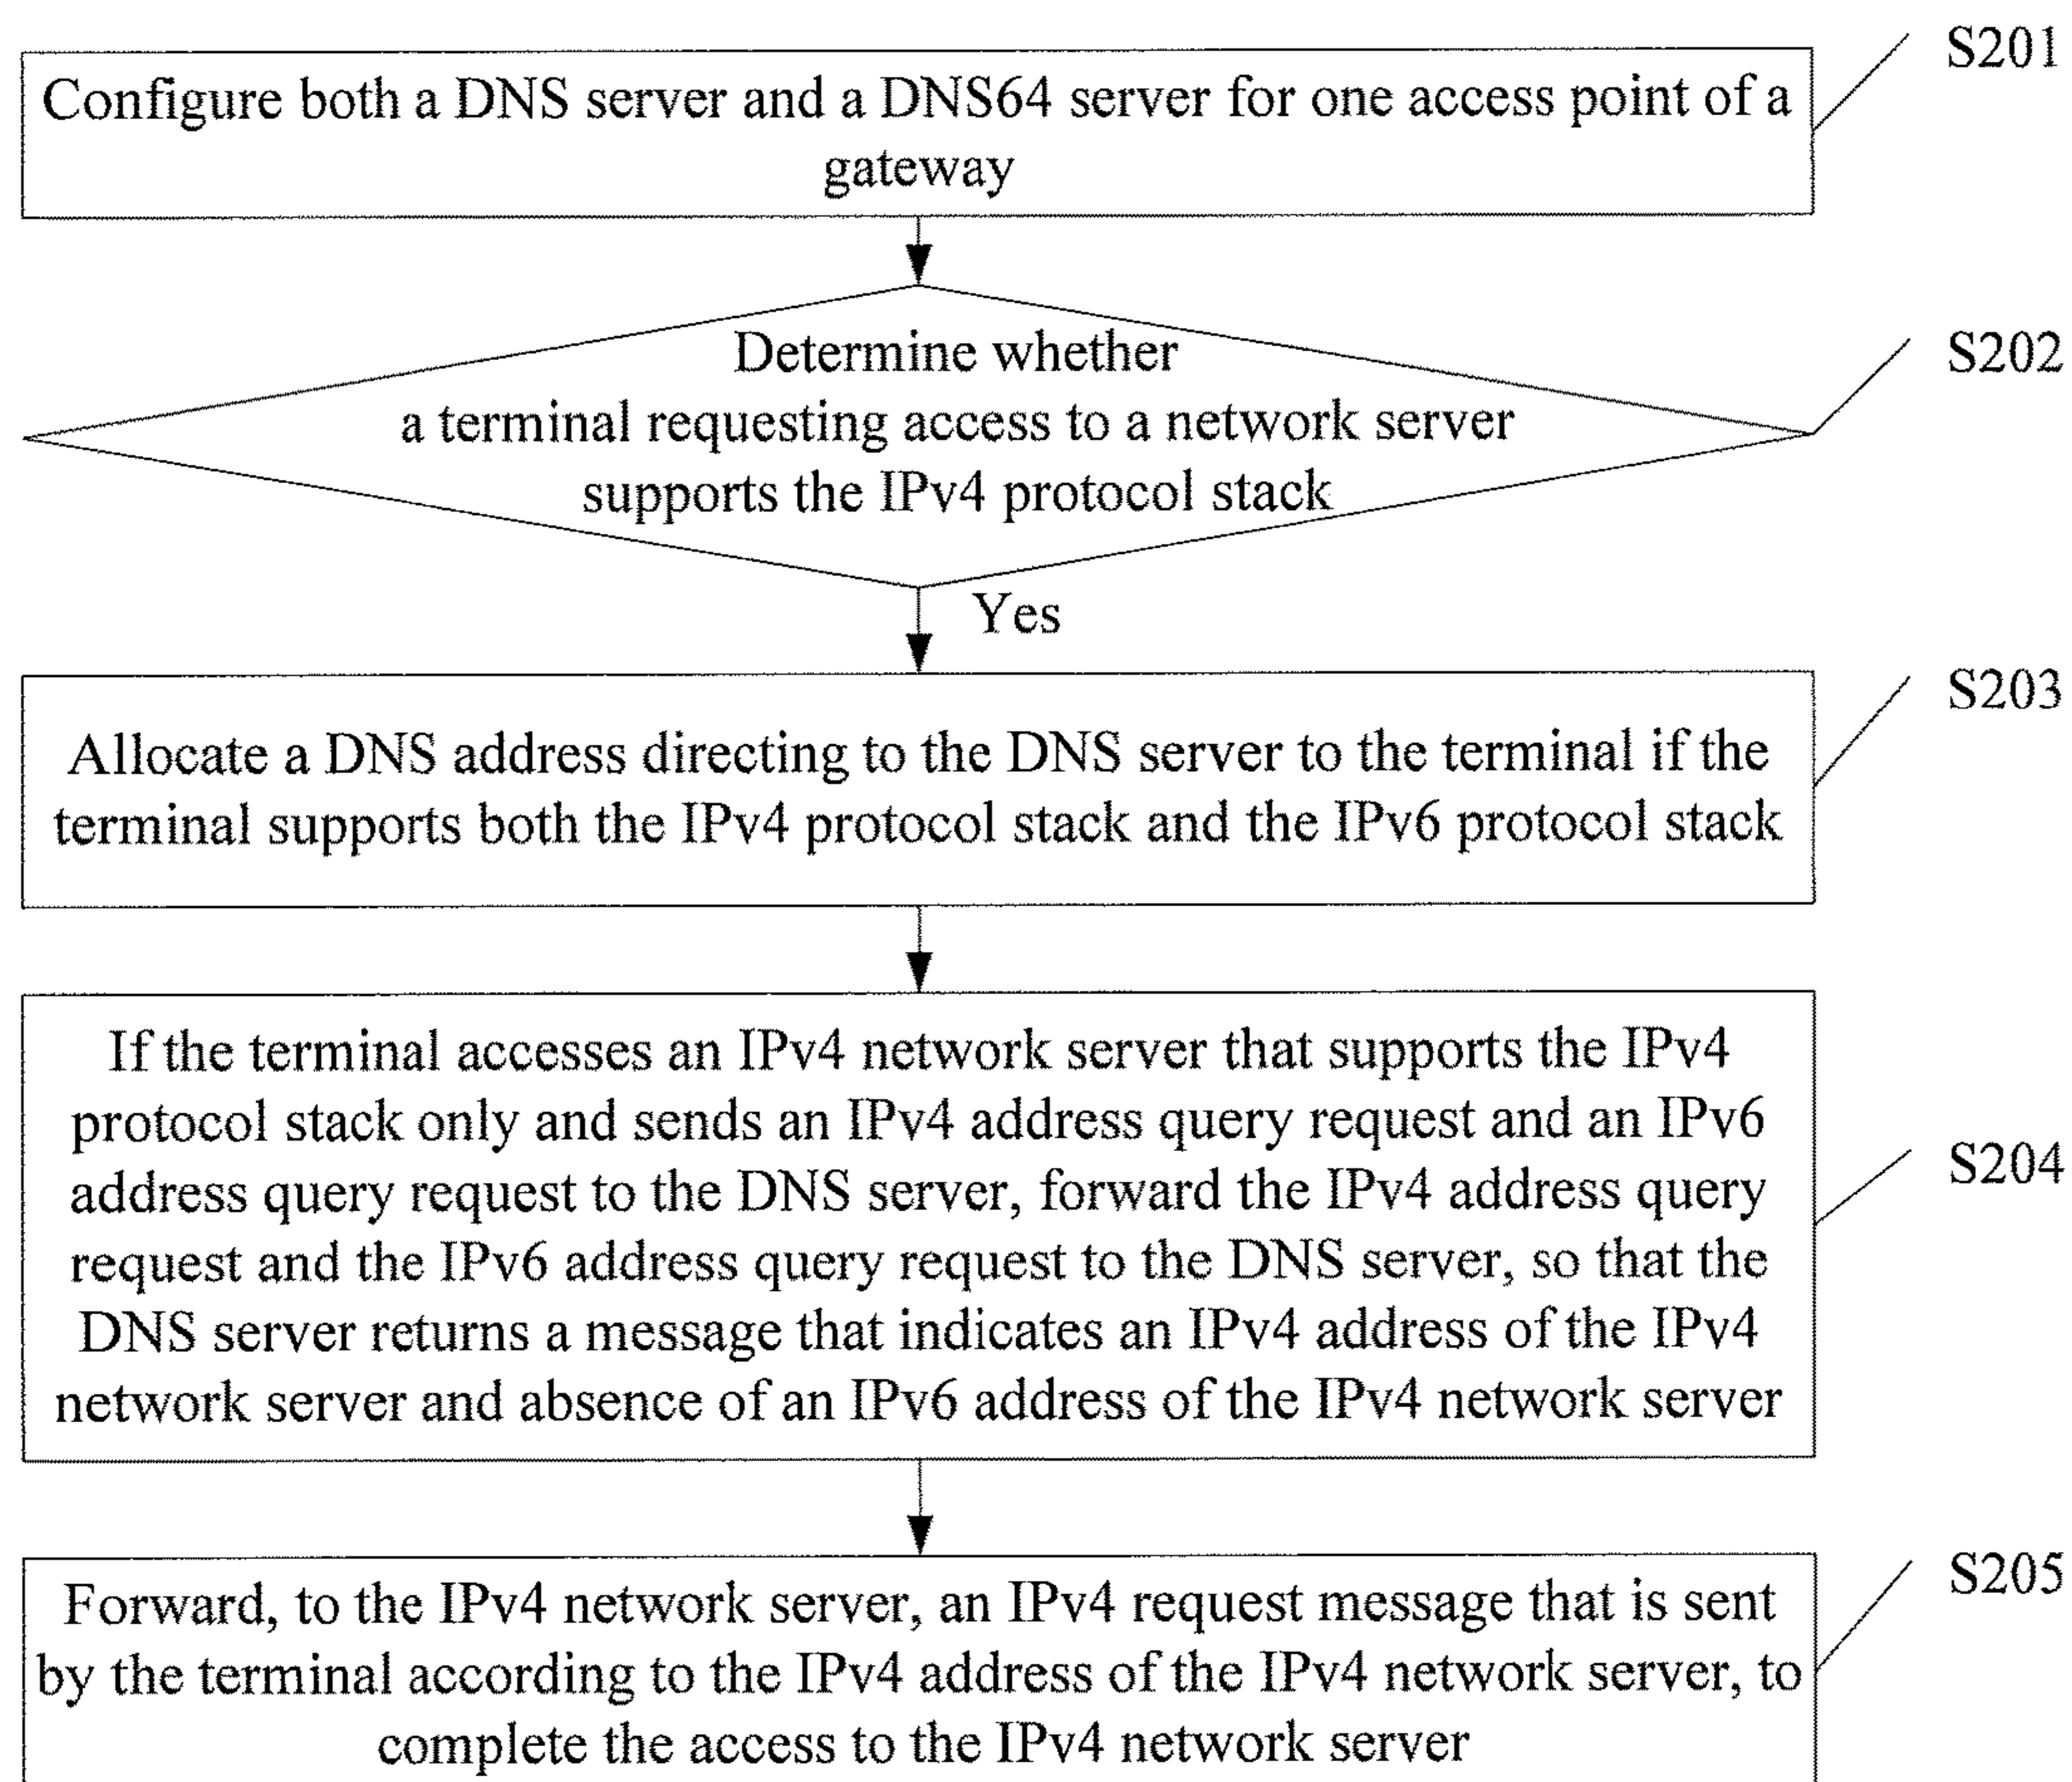 S201
Configure both a DNS server and a DNS64 server for one access point of a
gateway
Determine whether
S202
a terminal requesting access to a network server
supports the IPv4 protocol stack
Yes
S203
Allocate a DNS address directing to the DNS server to the terminal if the
terminal supports both the IPv4 protocol stack and the IPv6 protocol stack
If the terminal accesses an IPv4 network server that supports the IPv4
protocol stack only and sends an IPv4 address query request and an IPv6
S204
address query request to the DNS server, forward the IPv4 address query
request and the IPv6 address query request to the DNS server, so that the
DNS server returns a message that indicates an IPv4 address of the IPv4
network server and absence of an IPv6 address of the IPv4 network server
S205
Forward, to the IPv4 network server, an IPv4 request message that is sent
by the terminal according to the IPv4 address of the IPv4 network server, to
complete the access to the IPv4 network server